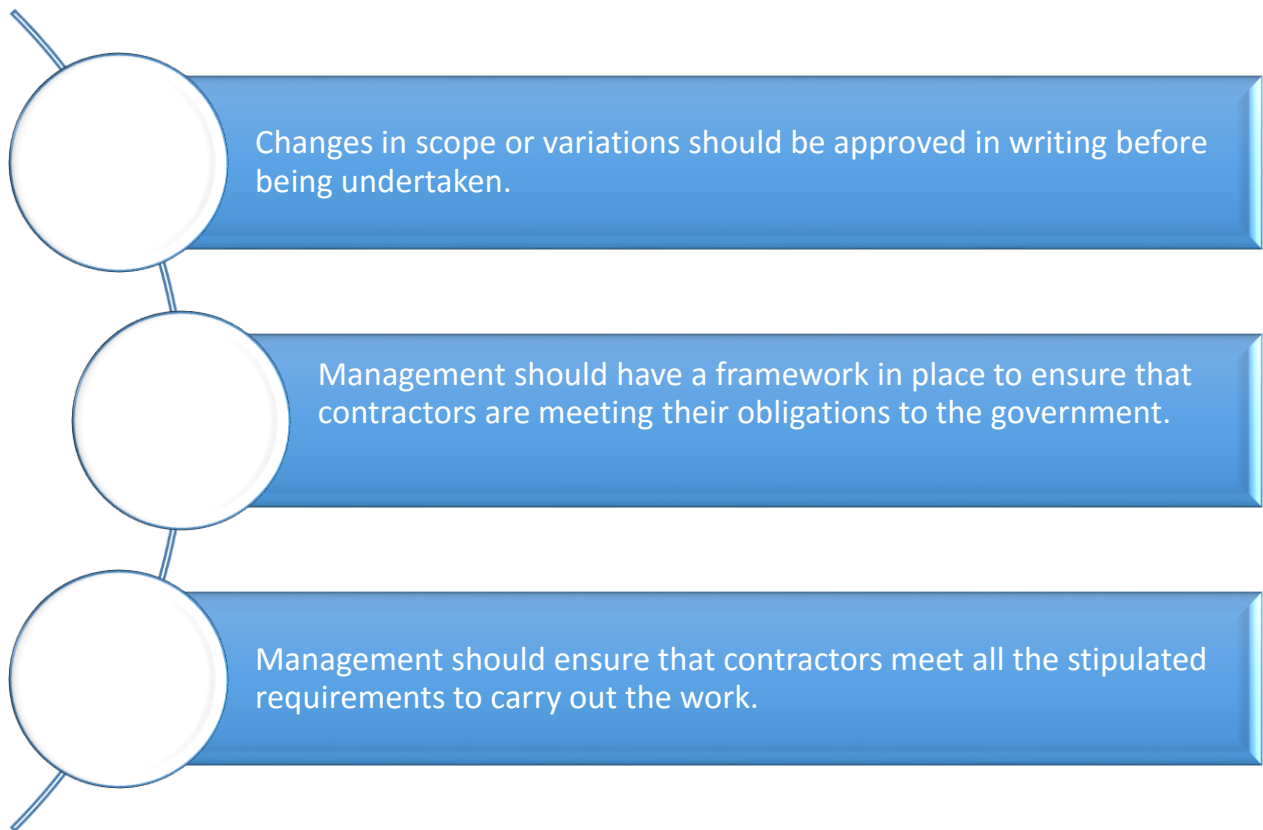 Changes in scope or variations should be approved in writing before
being undertaken.
Management should have a framework in place to ensure that
contractors are meeting their obligations to the government.
Management should ensure that contractors meet all the stipulated
requirements to carry out the work.